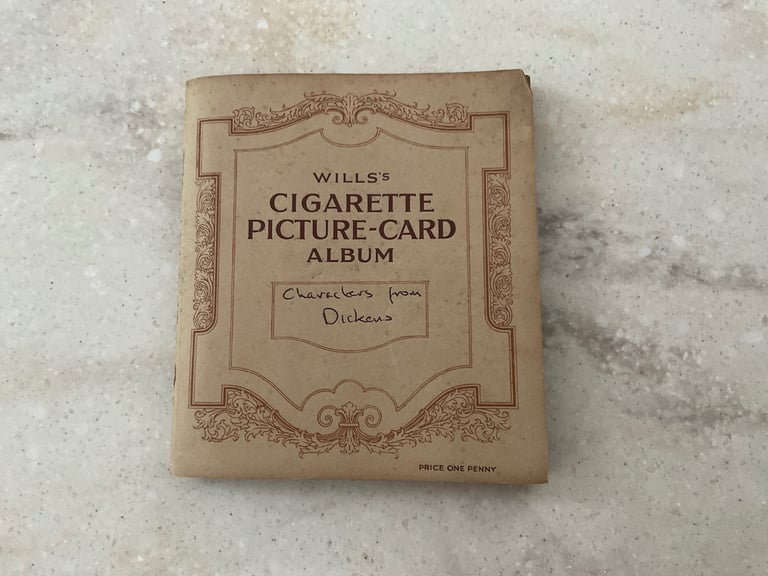 WILLS'S
CIGARETTE
PICTURE-CARD
ALBUM
Characters from
Dickens
PRICE ONE PENNY